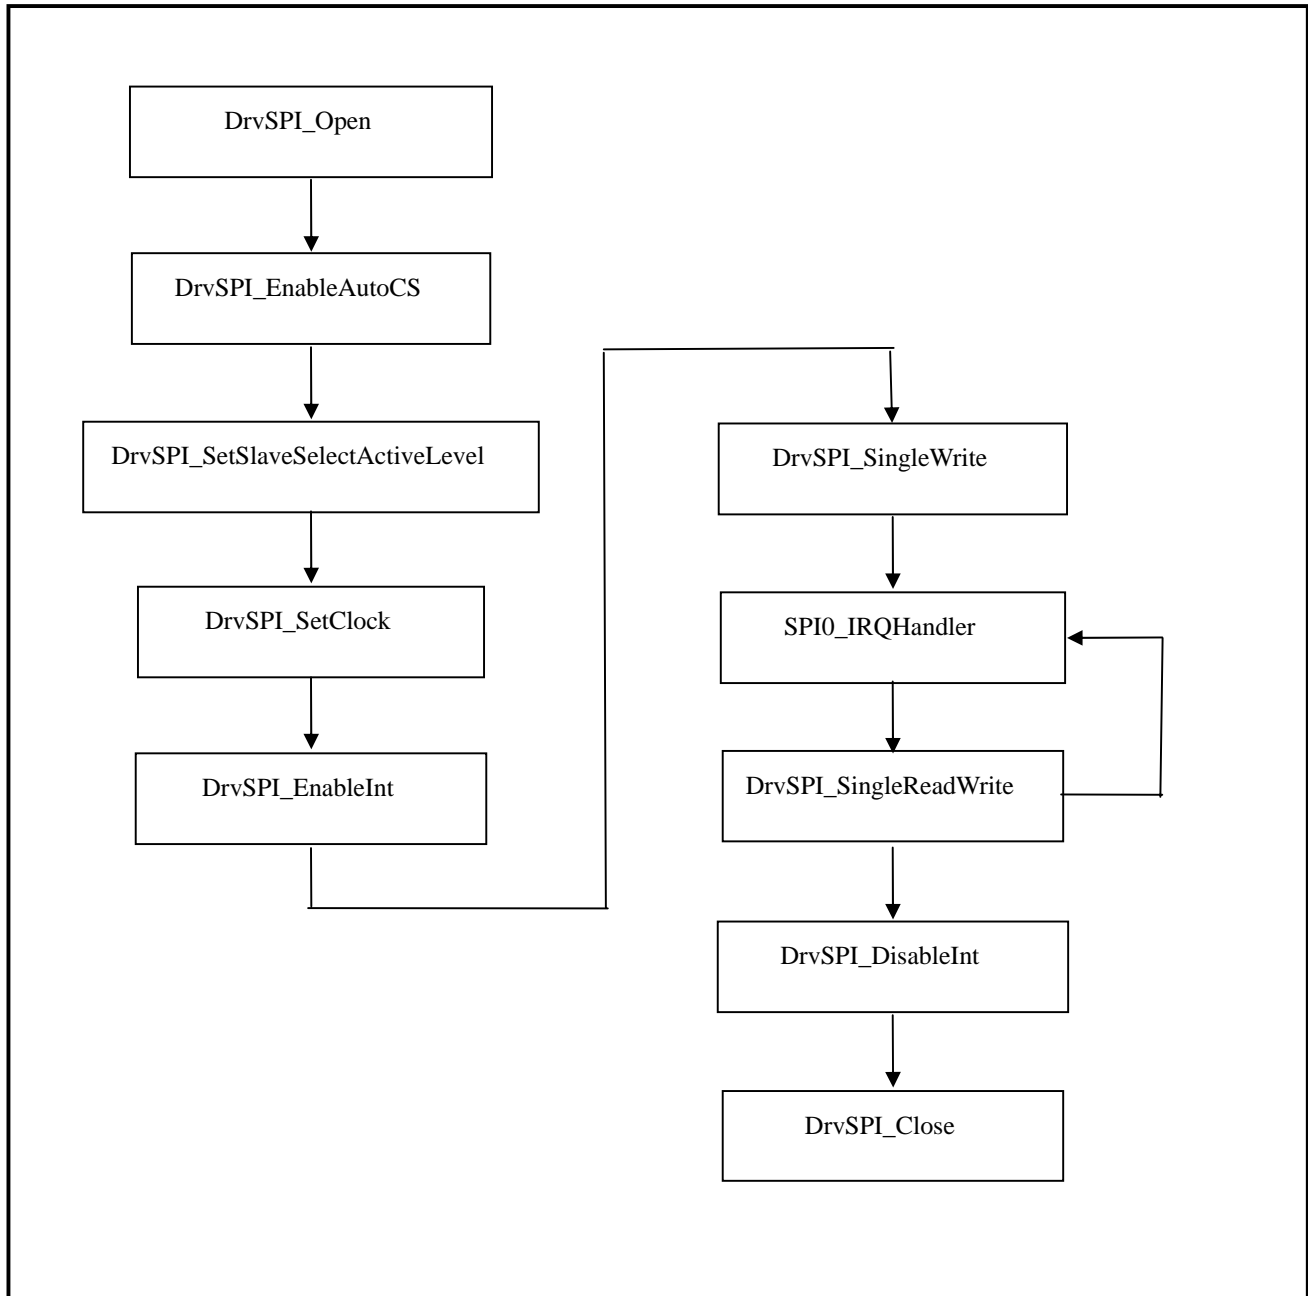 DrvSPI_Open
DrvSPI_EnableAutoCS
DrvSPI_SetSlaveSelectActiveLevel
DrvSPI_SetClock
DrvSPI_EnableInt
DrvSPI_SingleWrite
SPI0_IRQHandler
DrvSPI_SingleReadWrite
DrvSPI_DisableInt
DrvSPI_Close